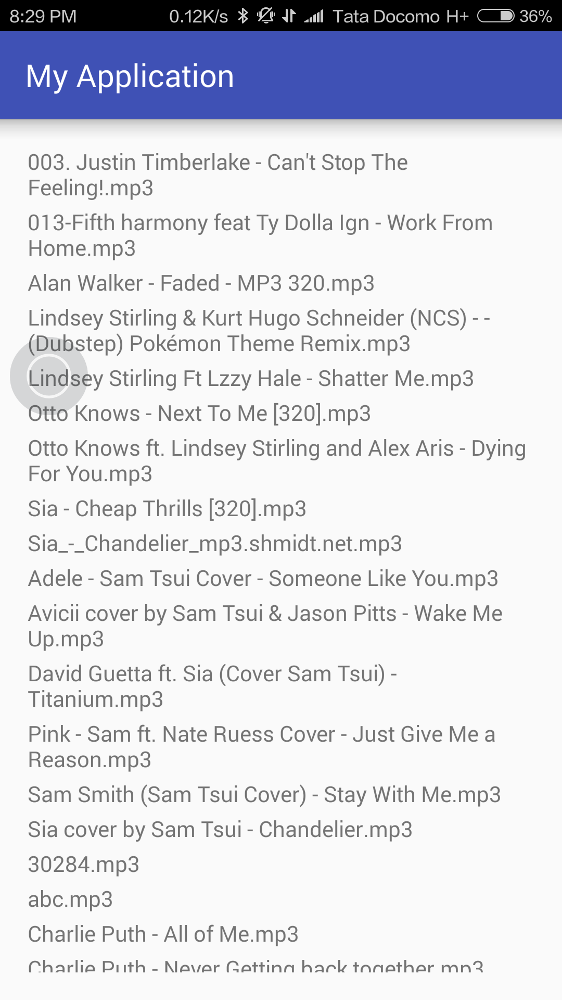 8:29 PM 0.12K/s Tata Docomo H+ 36%
My Application
003. Justin Timberlake - Can't Stop The
Feeling!.mp3
013-Fifth harmony feat Ty Dolla Ign - Work From
Home.mp3
Alan Walker - Faded - MP3 320.mp3
Lindsey Stirling & Kurt Hugo Schneider (NCS) - -
(Dubstep) Pokémon Theme Remix.mp3
Lindsey Stirling Ft Lzzy Hale - Shatter Me.mp3
Otto Knows - Next To Me [320].mp3
Otto Knows ft. Lindsey Stirling and Alex Aris - Dying
For You.mp3
Sia - Cheap Thrills [320].mp3
Sia_-_Chandelier_mp3.shmidt.net.mp3
Adele - Sam Tsui Cover - Someone Like You.mp3
Avicii cover by Sam Tsui & Jason Pitts - Wake Me
Up.mp3
David Guetta ft. Sia (Cover Sam Tsui) -
Titanium.mp3
Pink - Sam ft. Nate Ruess Cover - Just Give Me a
Reason.mp3
Sam Smith (Sam Tsui Cover) - Stay With Me.mp3
Sia cover by Sam Tsui - Chandelier.mp3
30284.mp3
abc.mp3
Charlie Puth - All of Me.mp3
Charlie Puth - Never Getting back together.mp3